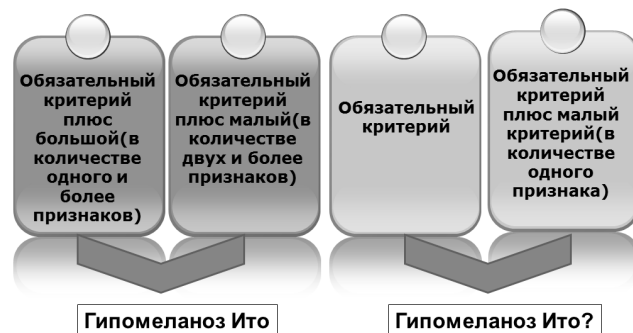 Обязательный
критерий
плюс
большой(в
количестве
одного и
более
признаков)
Обязательный
критерий
плюс малый(в
количестве
двух и более
признаков)
Обязательный
критерий
Обязательный
критерий
плюс малый
критерий(в
количестве
одного
признака)
Гипомеланоз Ито
Гипомеланоз Ито?